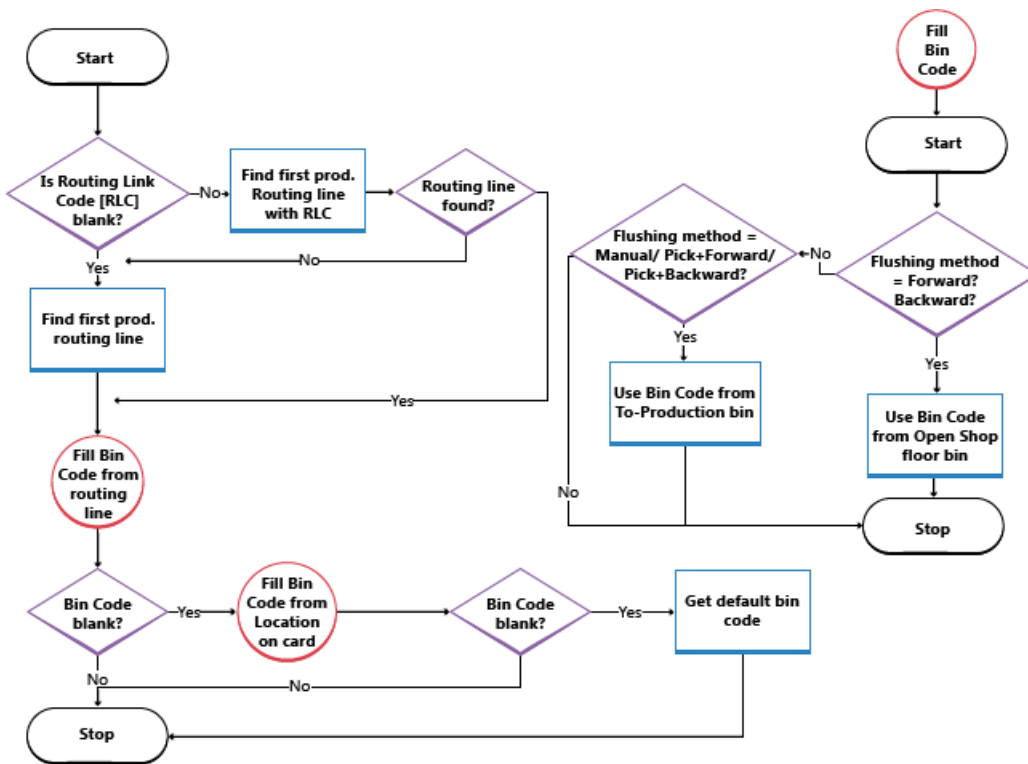 Start
Is Routing Link
Code [RLC]
blank?
No
Find first prod.
Routing line
with RLC
Routing line
found?
No
Yes
Find first prod.
routing line
Yes
Fill Bin
Code from
routing
line
Bin Code
blank?
Yes
Fill Bin
Code from
Location
on card
Bin Code
blank?
Yes
Get default bin
code
No
No
Stop
Fill
Bin
Code
Start
Flushing method
= Forward?
Backward?
No
Flushing method =
Manual/ Pick+Forward/
Pick+Backward?
Yes
Use Bin Code from
To-Production bin
Yes
Use Bin Code
from Open Shop
floor bin
No
Stop